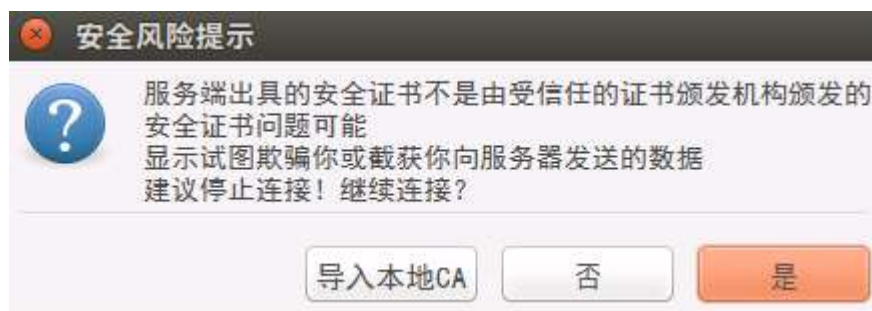 安全风险提示
服务端出具的安全证书不是由受信任的证书颁发机构颁发的
安全证书问题可能
显示试图欺骗你或截获你向服务器发送的数据
建议停止连接！继续连接？
导入本地CA 否 是